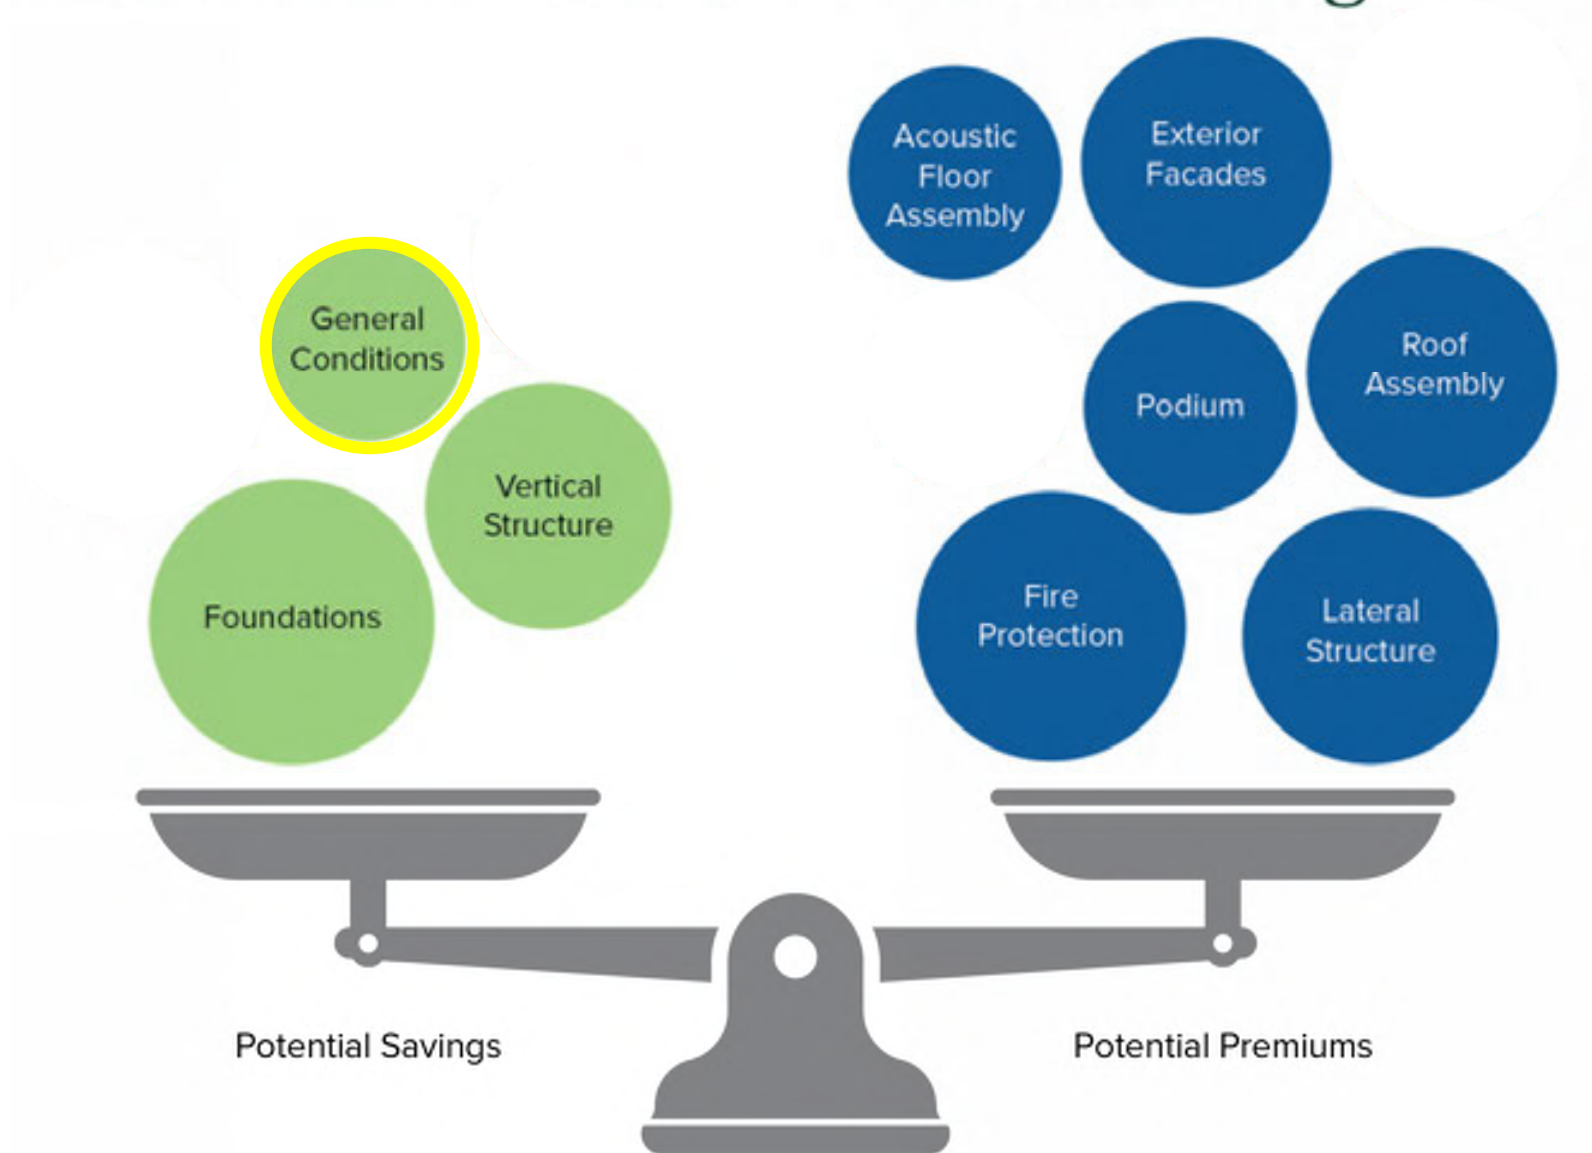 General
Conditions
Vertical
Structure
Foundations
Acoustic
Floor
Assembly
Exterior
Facades
Podium
Roof
Assembly
Fire
Protection
Lateral
Structure
Potential Savings
Potential Premiums